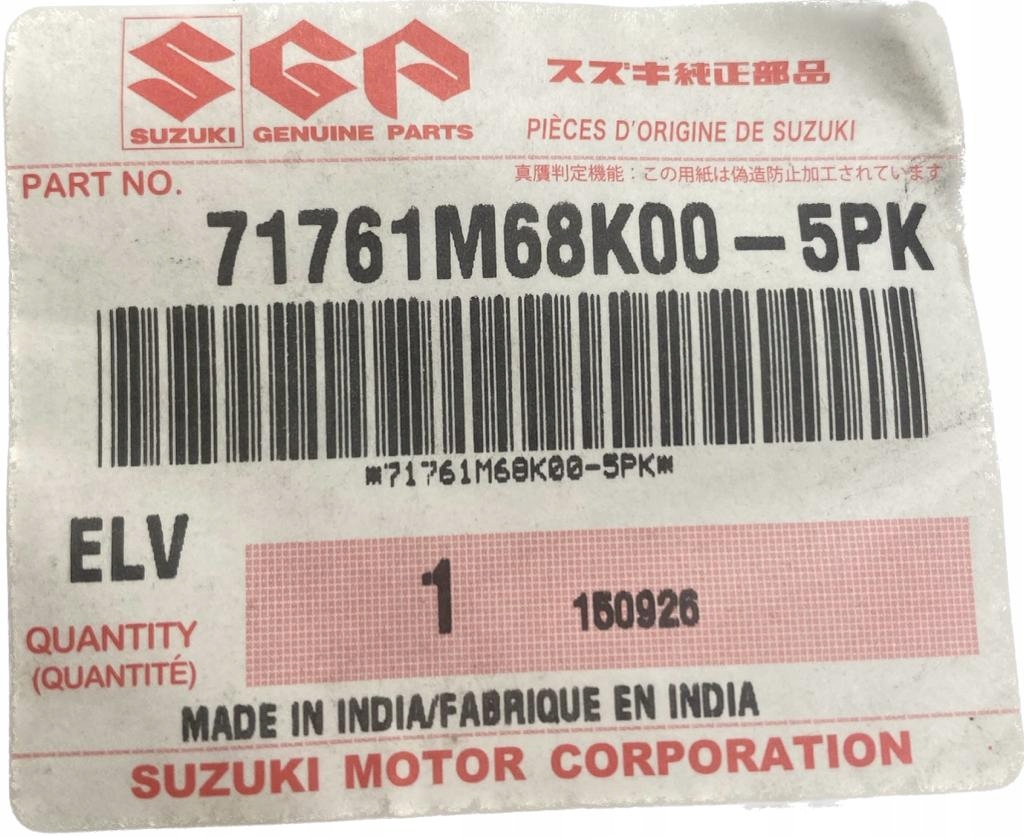 SUZUKI
SGP
GENUINE PARTS
スズキ純正部品
PIÈCES D'ORIGINE DE SUZUKI
PART NO.
真贋判定機能：この用紙は偽造防止加工されています
71761M68K00-5PK
*71761M68K00-5PK*
ELV
QUANTITY
(QUANTITÉ)
1
150926
MADE IN INDIA/FABRIQUE EN INDIA
SUZUKI MOTOR CORPORATION